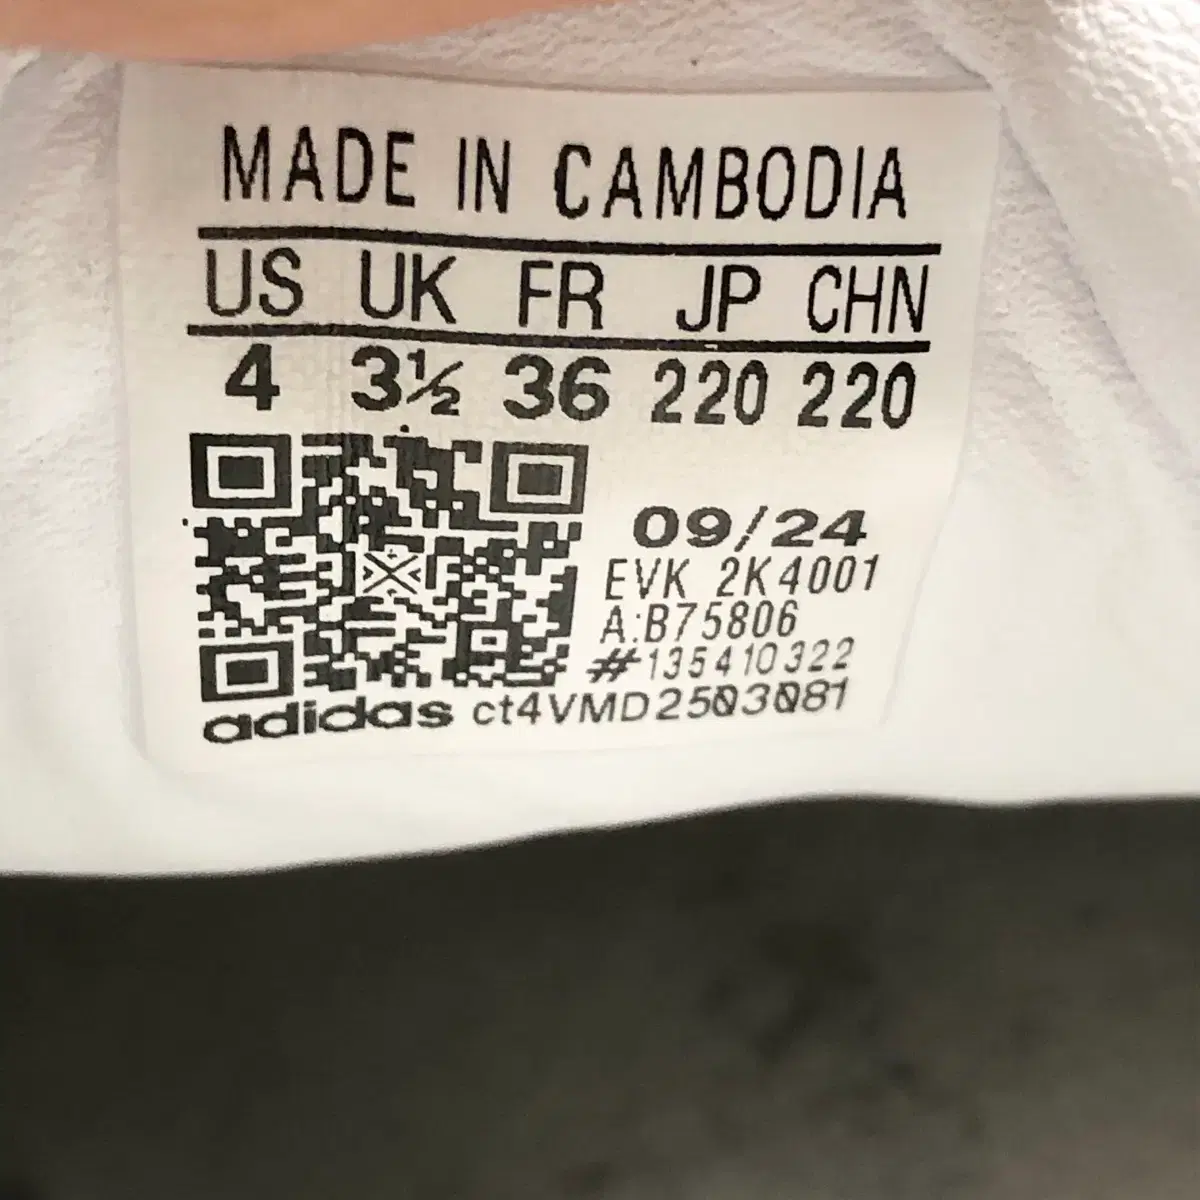 MADE IN CAMBODIA
US UK FR JP CHN
4 3½ 36 220 220
09/24
EVK 2K4001
A:B75806
#135410322
adidas ct4VMD2503081